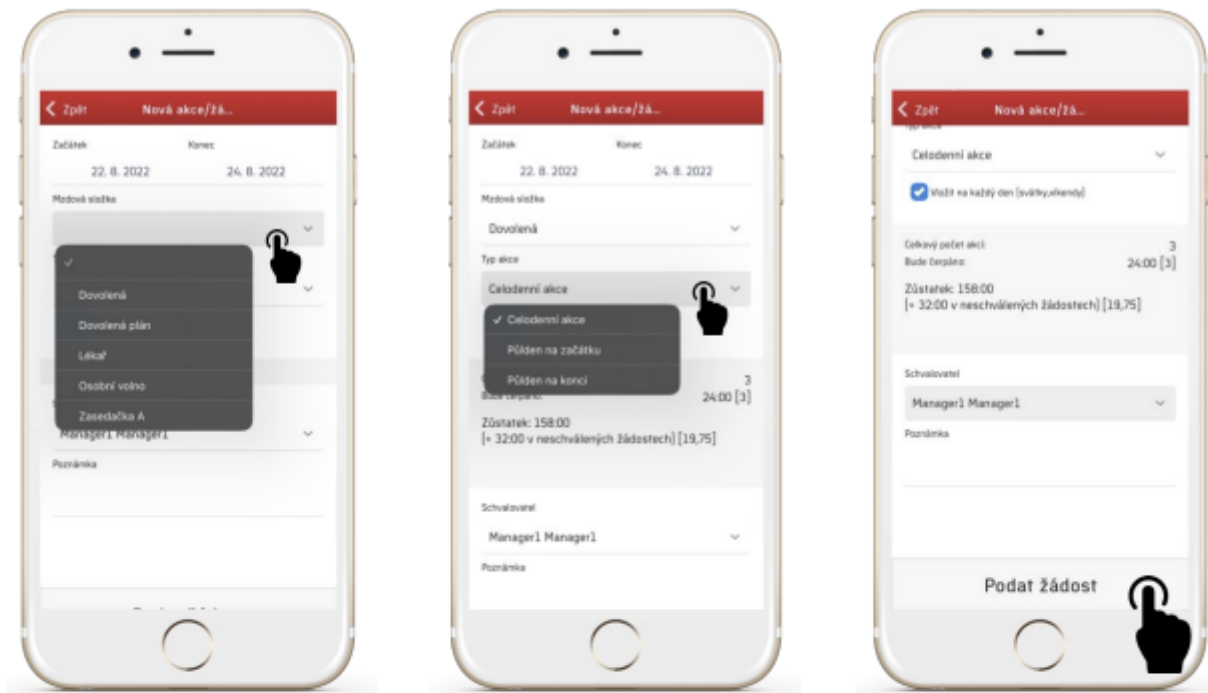 Zpět Nová akce/žá...
Začátek Konec
22. 8. 2022 24. 8. 2022
Mzdová složka
Dovolená
Dovolená plán
Lékař
Osobní volno
Zasedačka A
Manager1 Manager1
Poznámka
Zpět Nová akce/žá...
Začátek Konec
22. 8. 2022 24. 8. 2022
Mzdová složka
Dovolená
Typ akce
Celodenní akce
Celodenní akce
Půlden na začátku
Půlden na konci
3
24:00 [3]
Zůstatek: 158:00
(+ 32:00 v neschválených žádostech) [19,75]
Schvalovatel
Manager1 Manager1
Poznámka
Zpět Nová akce/žá...
Typ akce
Celodenní akce
Vložit na každý den (svátky,víkendy)
Celkový počet akcí: 3
Bude čerpáno: 24:00 [3]
Zůstatek: 158:00
(+ 32:00 v neschválených žádostech) [19,75]
Schvalovatel
Manager1 Manager1
Poznámka
Podat žádost